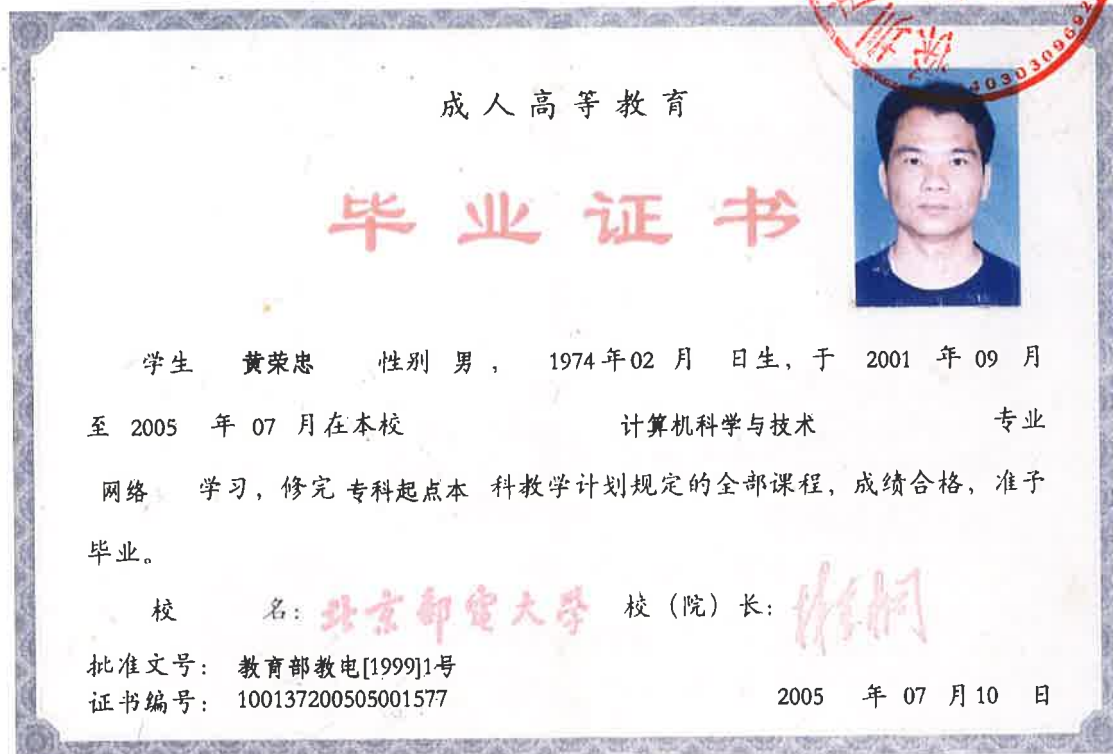 深圳
4030309692
成人高等教育
毕业证书
学生 黄荣忠 性别 男 , 1974年02 月 日生, 于 2001 年 09 月
至 2005 年 07 月在本校 计算机科学与技术 专业
网络 学习, 修完 专科起点本 科教学计划规定的全部课程, 成绩合格, 准予
毕业。
校 名: 北京邮电大学 校 (院) 长:
批准文号: 教育部教电[1999]1号
证书编号: 100137200505001577 2005 年 07 月10 日